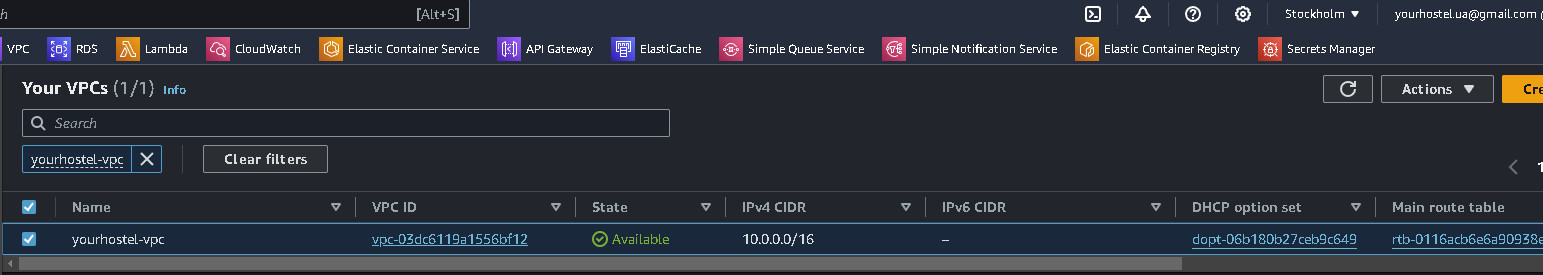 h [Alt+S] Stockholm ▼ yourhostel.ua@gmail.com
VPC RDS Lambda CloudWatch Elastic Container Service API Gateway ElastiCache Simple Queue Service Simple Notification Service Elastic Container Registry Secrets Manager
Your VPCs (1/1) Info Actions ▼ Cre
Search
yourhostel-vpc Clear filters
1
Name VPC ID State IPv4 CIDR IPv6 CIDR DHCP option set Main route table
yourhostel-vpc vpc-03dc6119a1556bf12 Available 10.0.0.0/16 – dopt-06b180b27ceb9c649 rtb-0116acb6e6a90938e